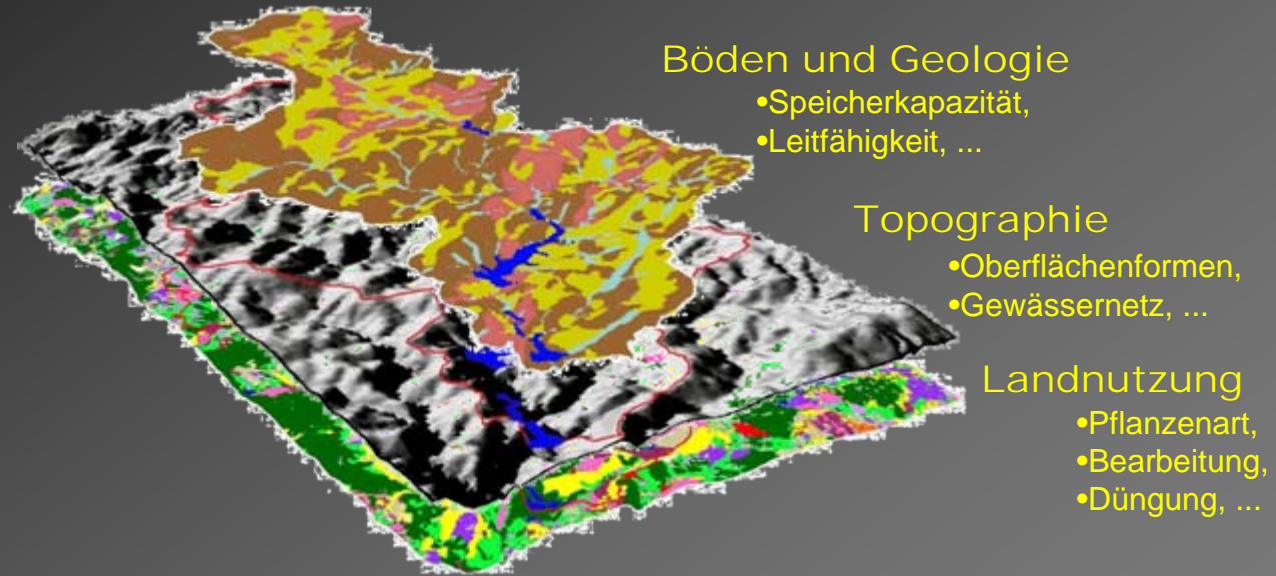 Böden und Geologie
•Speicherkapazität,
•Leitfähigkeit, ...
Topographie
•Oberflächenformen,
•Gewässernetz, ...
Landnutzung
•Pflanzenart,
•Bearbeitung,
•Düngung, ...